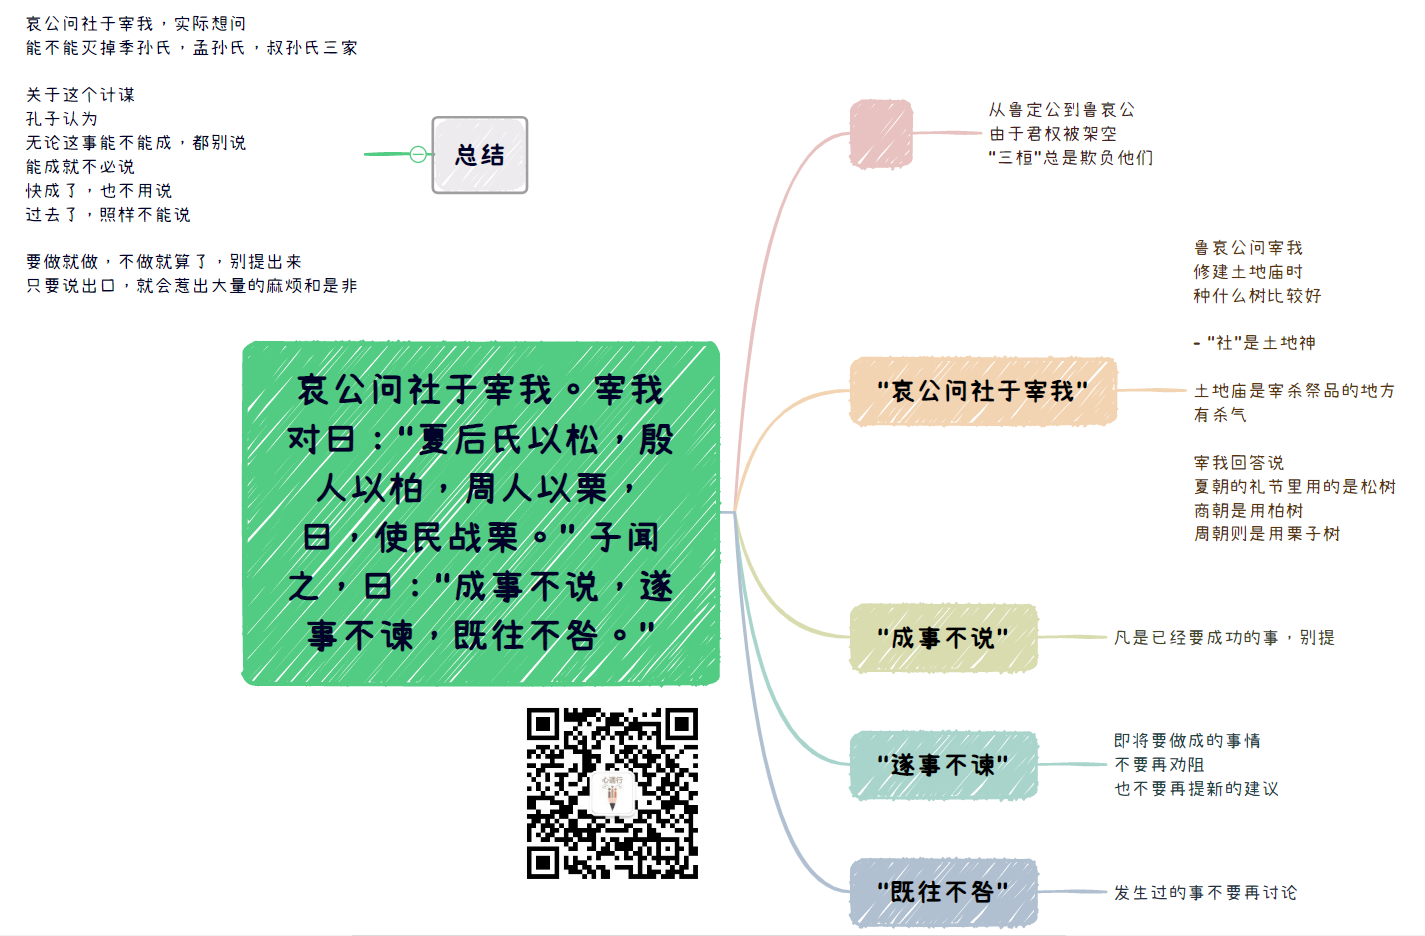 哀公问社于宰我，实际想问
能不能灭掉季孙氏，孟孙氏，叔孙氏三家
关于这个计谋
孔子认为
无论这事能不能成，都别说
能成就不必说
快成了，也不用说
过去了，照样不能说
要做就做，不做就算了，别提出来
只要说出口，就会惹出大量的麻烦和是非
总结
哀公问社于宰我。宰我
对曰："夏后氏以松，殷
人以柏，周人以栗，
曰，使民战栗。" 子闻
之，曰："成事不说，遂
事不谏，既往不咎。"
心语行
从鲁定公到鲁哀公
由于君权被架空
"三桓"总是欺负他们
"哀公问社于宰我"
鲁哀公问宰我
修建土地庙时
种什么树比较好
- "社"是土地神
土地庙是宰杀祭品的地方
有杀气
宰我回答说
夏朝的礼节里用的是松树
商朝是用柏树
周朝则是用栗子树
"成事不说"
凡是已经要成功的事，别提
"遂事不谏"
即将要做成的事情
不要再劝阻
也不要再提新的建议
"既往不咎"
发生过的事不要再讨论